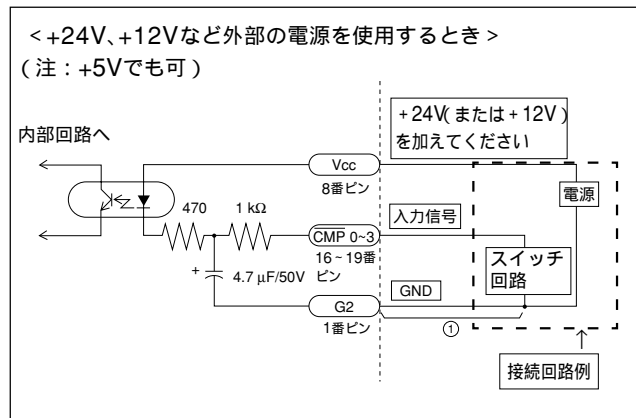 <+24V、+12Vなど外部の電源を使用するとき>
(注：+5Vでも可)
+24V(または+12V)
を加えてください
内部回路へ
Vcc
8番ピン
電源
470
1 kΩ
入力信号
CMP 0~3
16～19番
ピン
スイッチ
回路
+
4.7 μF/50V
GND
G2
1番ピン
①
接続回路例